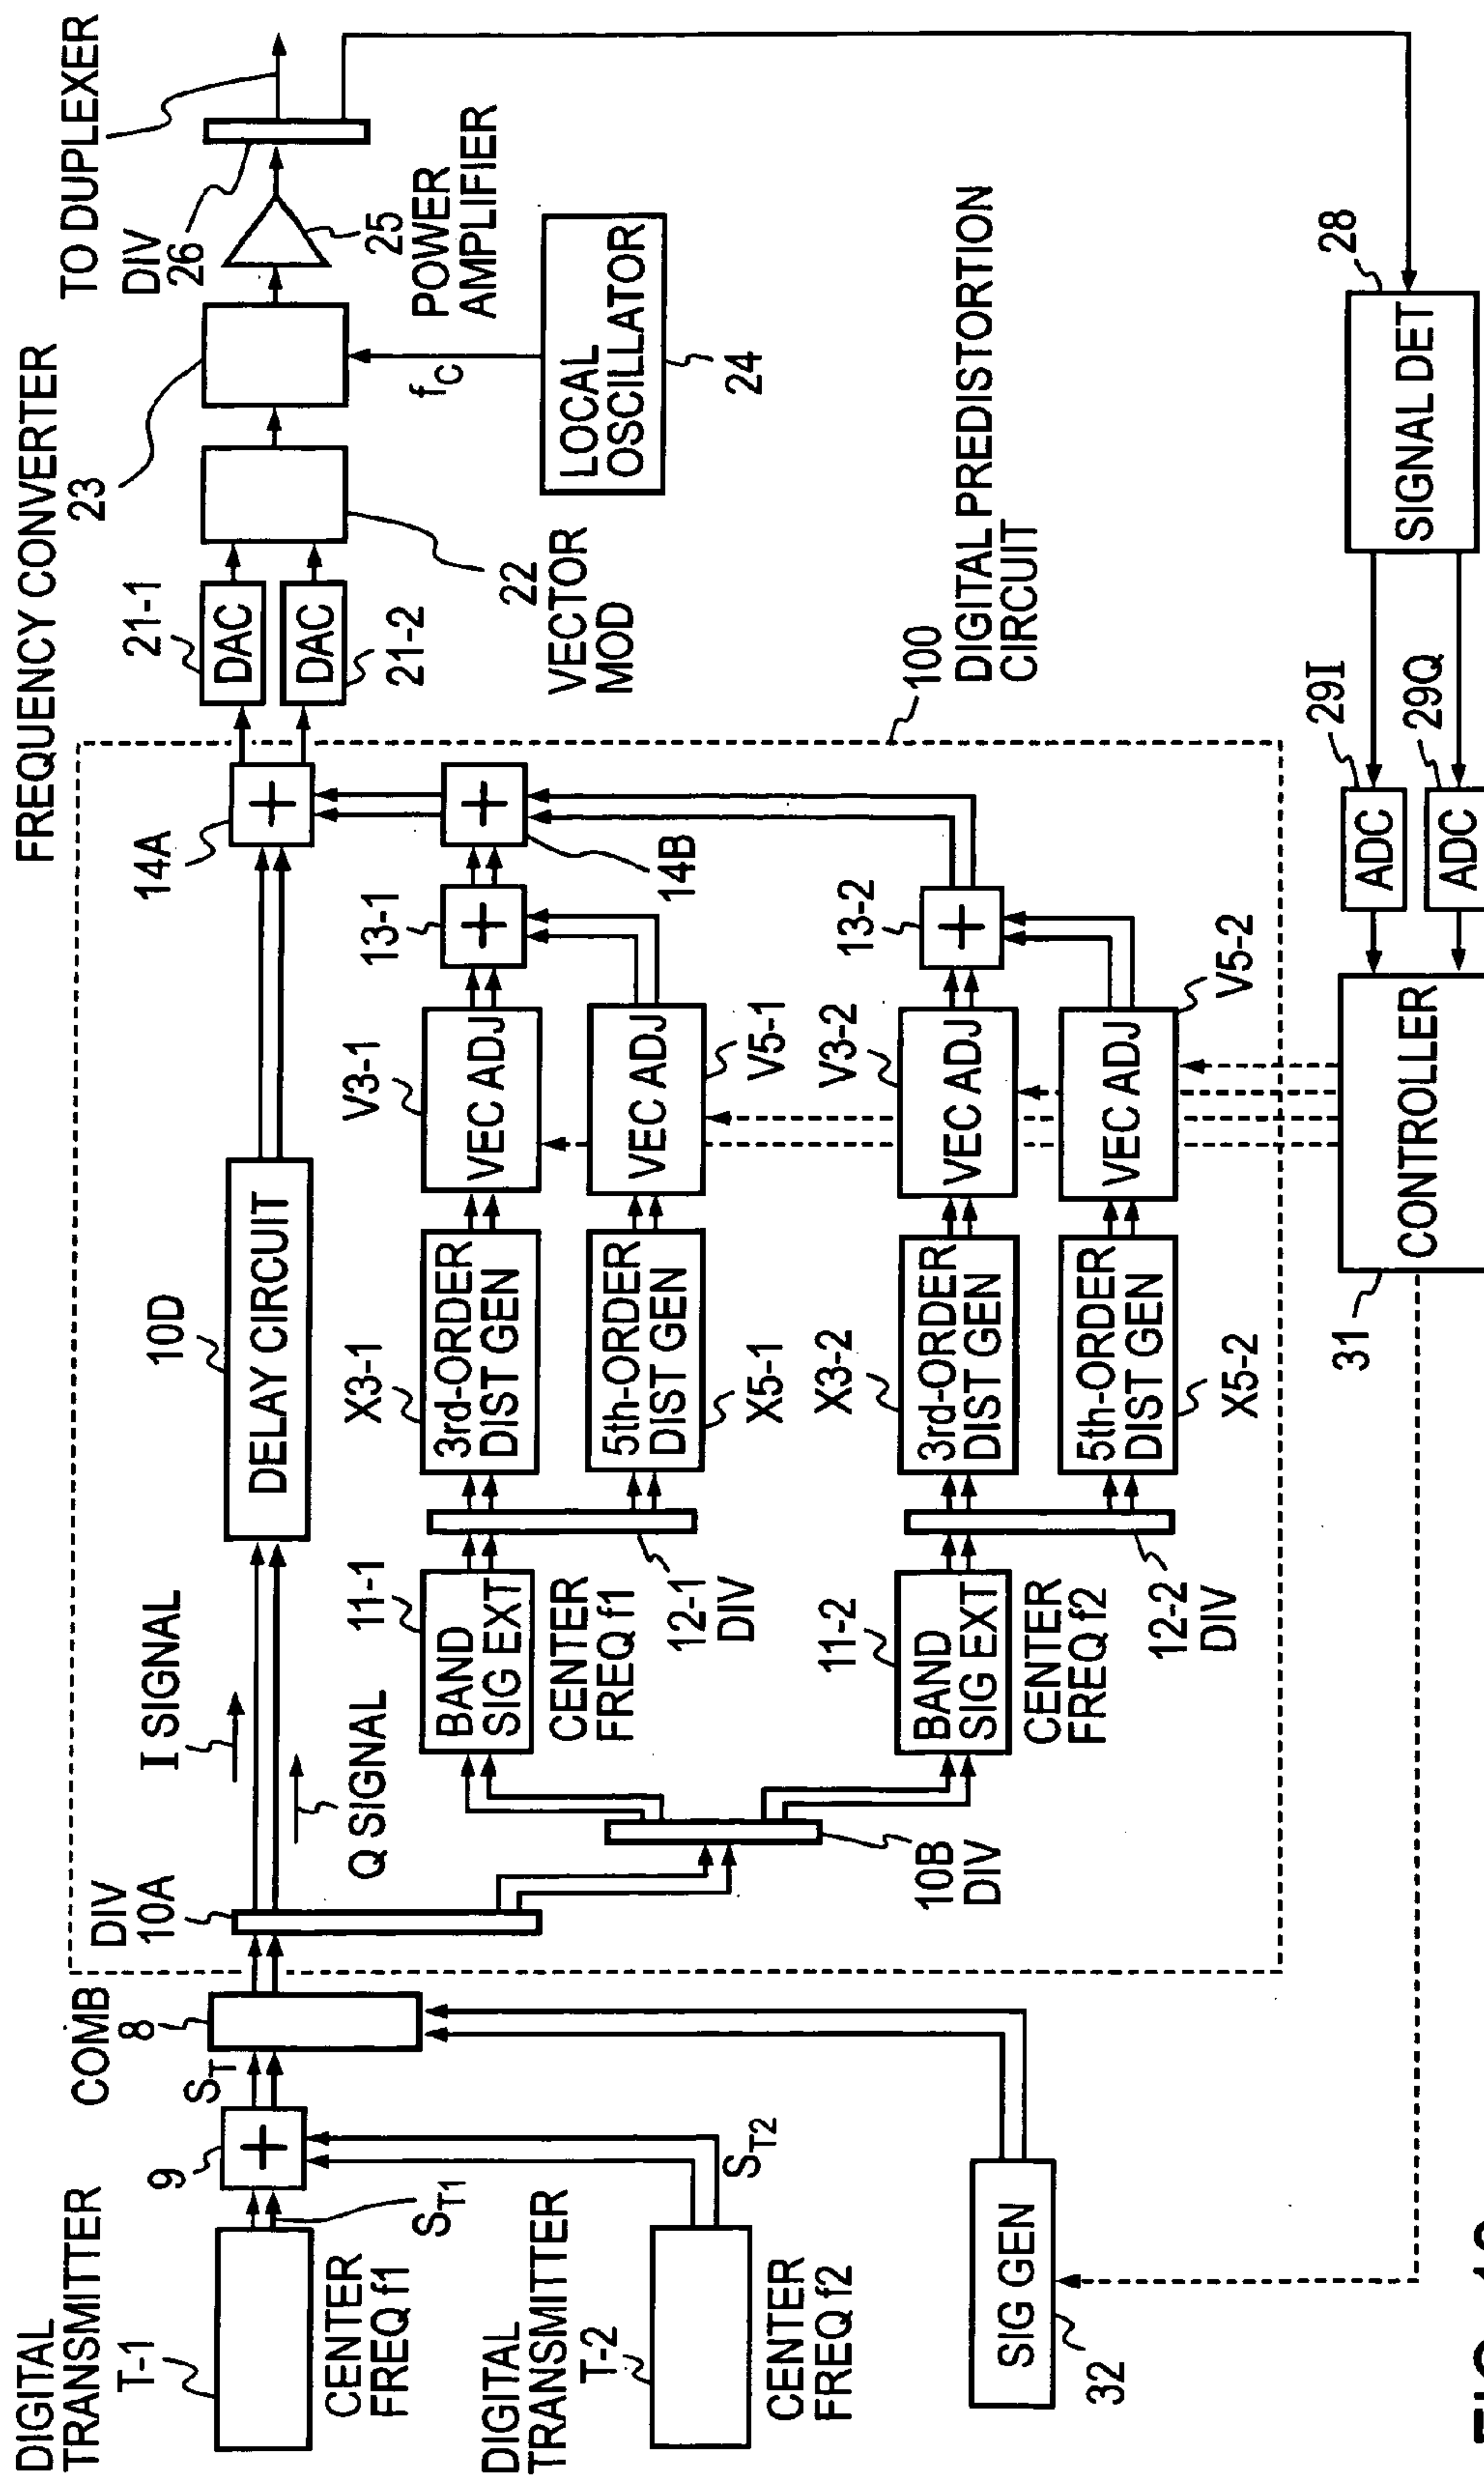 FREQUENCY CONVERTER
TO DUPLEXER
DIGITAL
TRANSMITTER
T-1
CENTER
FREQ f1
9
S_T1
S_T
COMB
8
DIV
10A
I SIGNAL
Q SIGNAL
10D
DELAY CIRCUIT
14A
21-1
DAC
DAC
21-2
23
22
VECTOR
MOD
DIV
26
25
POWER
AMPLIFIER
f_C
LOCAL
OSCILLATOR
24
DIGITAL
TRANSMITTER
T-2
CENTER
FREQ f2
S_T2
11-1
BAND
SIG EXT
CENTER
FREQ f1
12-1
DIV
X3-1
3rd-ORDER
DIST GEN
5th-ORDER
DIST GEN
X5-1
V3-1
VEC ADJ
VEC ADJ
V5-1
13-1
14B
10B
DIV
11-2
BAND
SIG EXT
CENTER
FREQ f2
12-2
DIV
X3-2
3rd-ORDER
DIST GEN
5th-ORDER
DIST GEN
X5-2
V3-2
VEC ADJ
VEC ADJ
V5-2
13-2
100
DIGITAL PREDISTORTION
CIRCUIT
SIG GEN
32
31
CONTROLLER
29I
ADC
29Q
ADC
28
SIGNAL DET